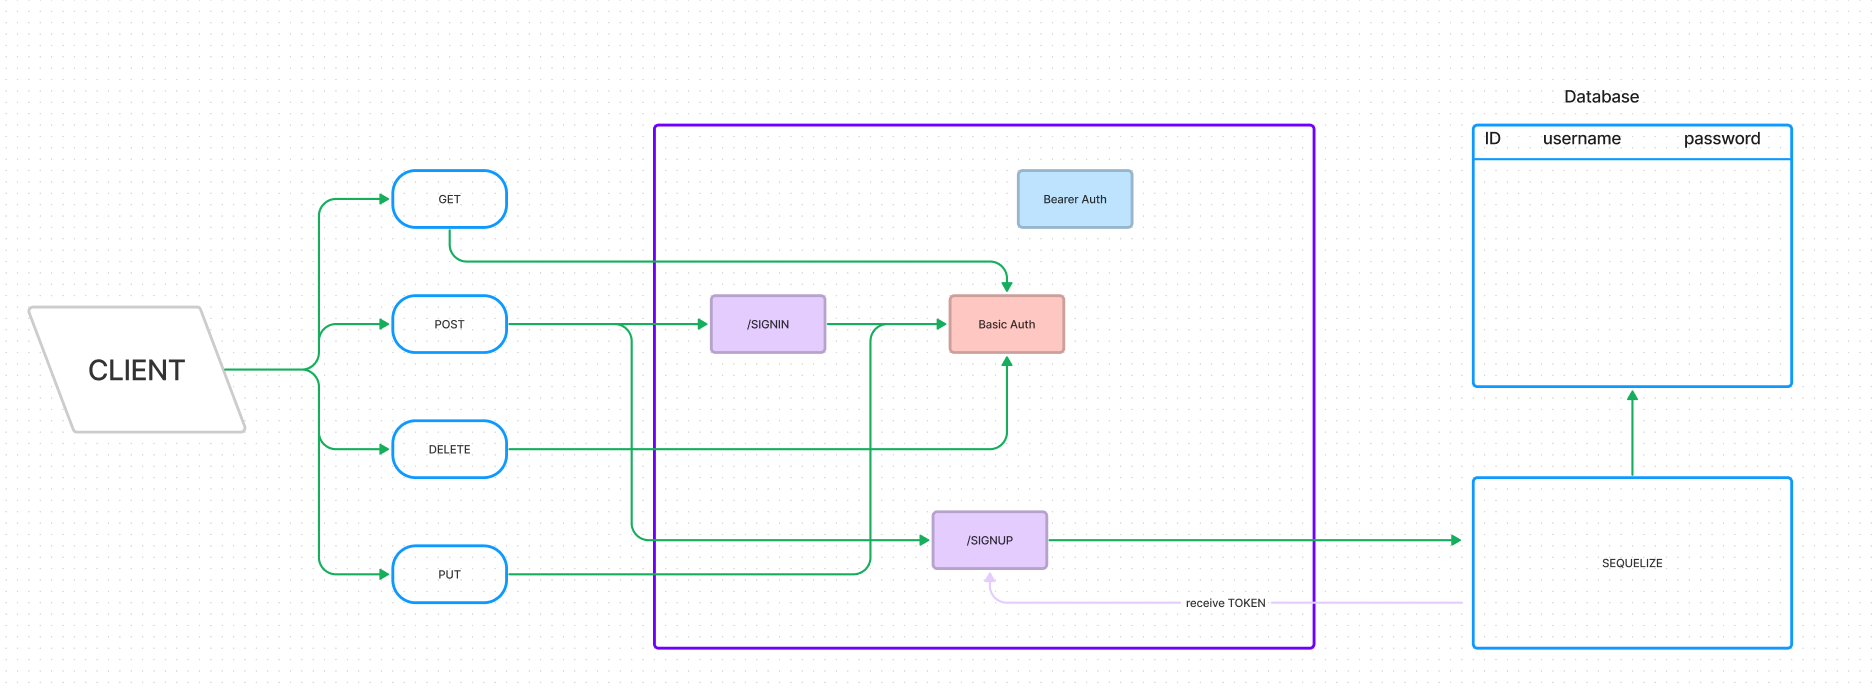 Database
ID username password
GET
Bearer Auth
CLIENT
POST
/SIGNIN
Basic Auth
DELETE
/SIGNUP
SEQUELIZE
PUT
receive TOKEN